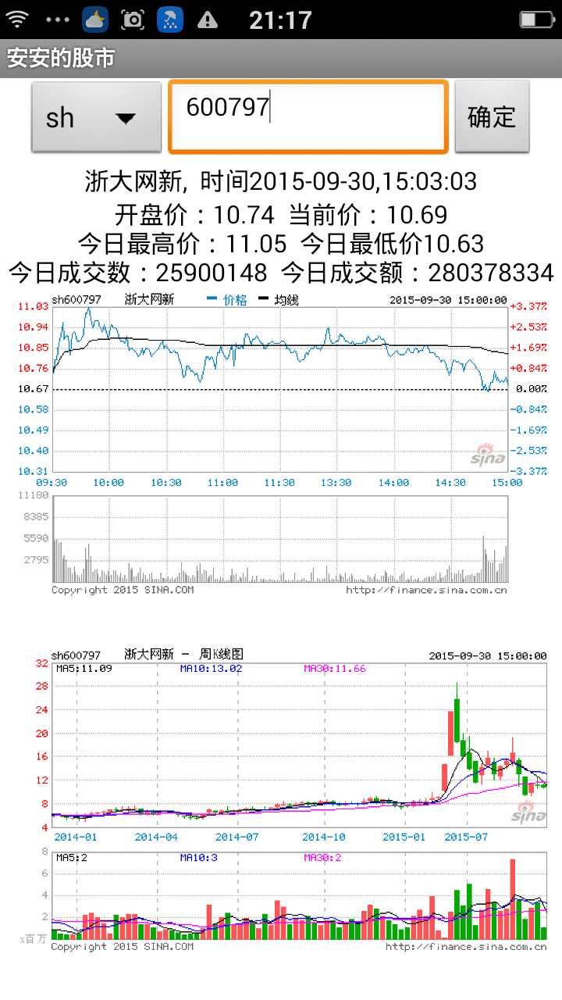 21:17
安安的股市
sh
600797
确定
浙大网新, 时间2015-09-30,15:03:03
开盘价：10.74 当前价：10.69
今日最高价：11.05 今日最低价10.63
今日成交数：25900148 今日成交额：280378334
sh600797 浙大网新 价格 均线 2015-09-30 15:00:00
11.03 +3.37%
10.94 +2.53%
10.85 +1.69%
10.76 +0.84%
10.67 0.00%
10.58 -0.84%
10.49 -1.69%
10.40 -2.53%
sina
10.31 -3.37%
09:30 10:00 10:30 11:00 11:30 13:30 14:00 14:30 15:00
11180
8385
5590
2795
Copyright 2015 SINA.COM http://finance.sina.com.cn
sh600797 浙大网新 - 周K线图 2015-09-30 15:00:00
MA5:11.09 MA10:13.02 MA30:11.66
32
28
24
20
16
12
8
4
sina
2014-01 2014-04 2014-07 2014-10 2015-01 2015-07
MA5:2 MA10:3 MA30:2
8
6
4
2
x百万
Copyright 2015 SINA.COM http://finance.sina.com.cn